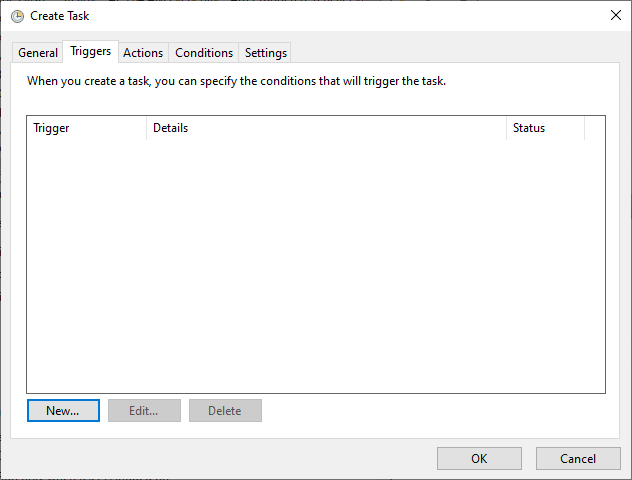 Create Task
General Triggers Actions Conditions Settings
When you create a task, you can specify the conditions that will trigger the task.
Trigger Details Status
New... Edit... Delete
OK Cancel